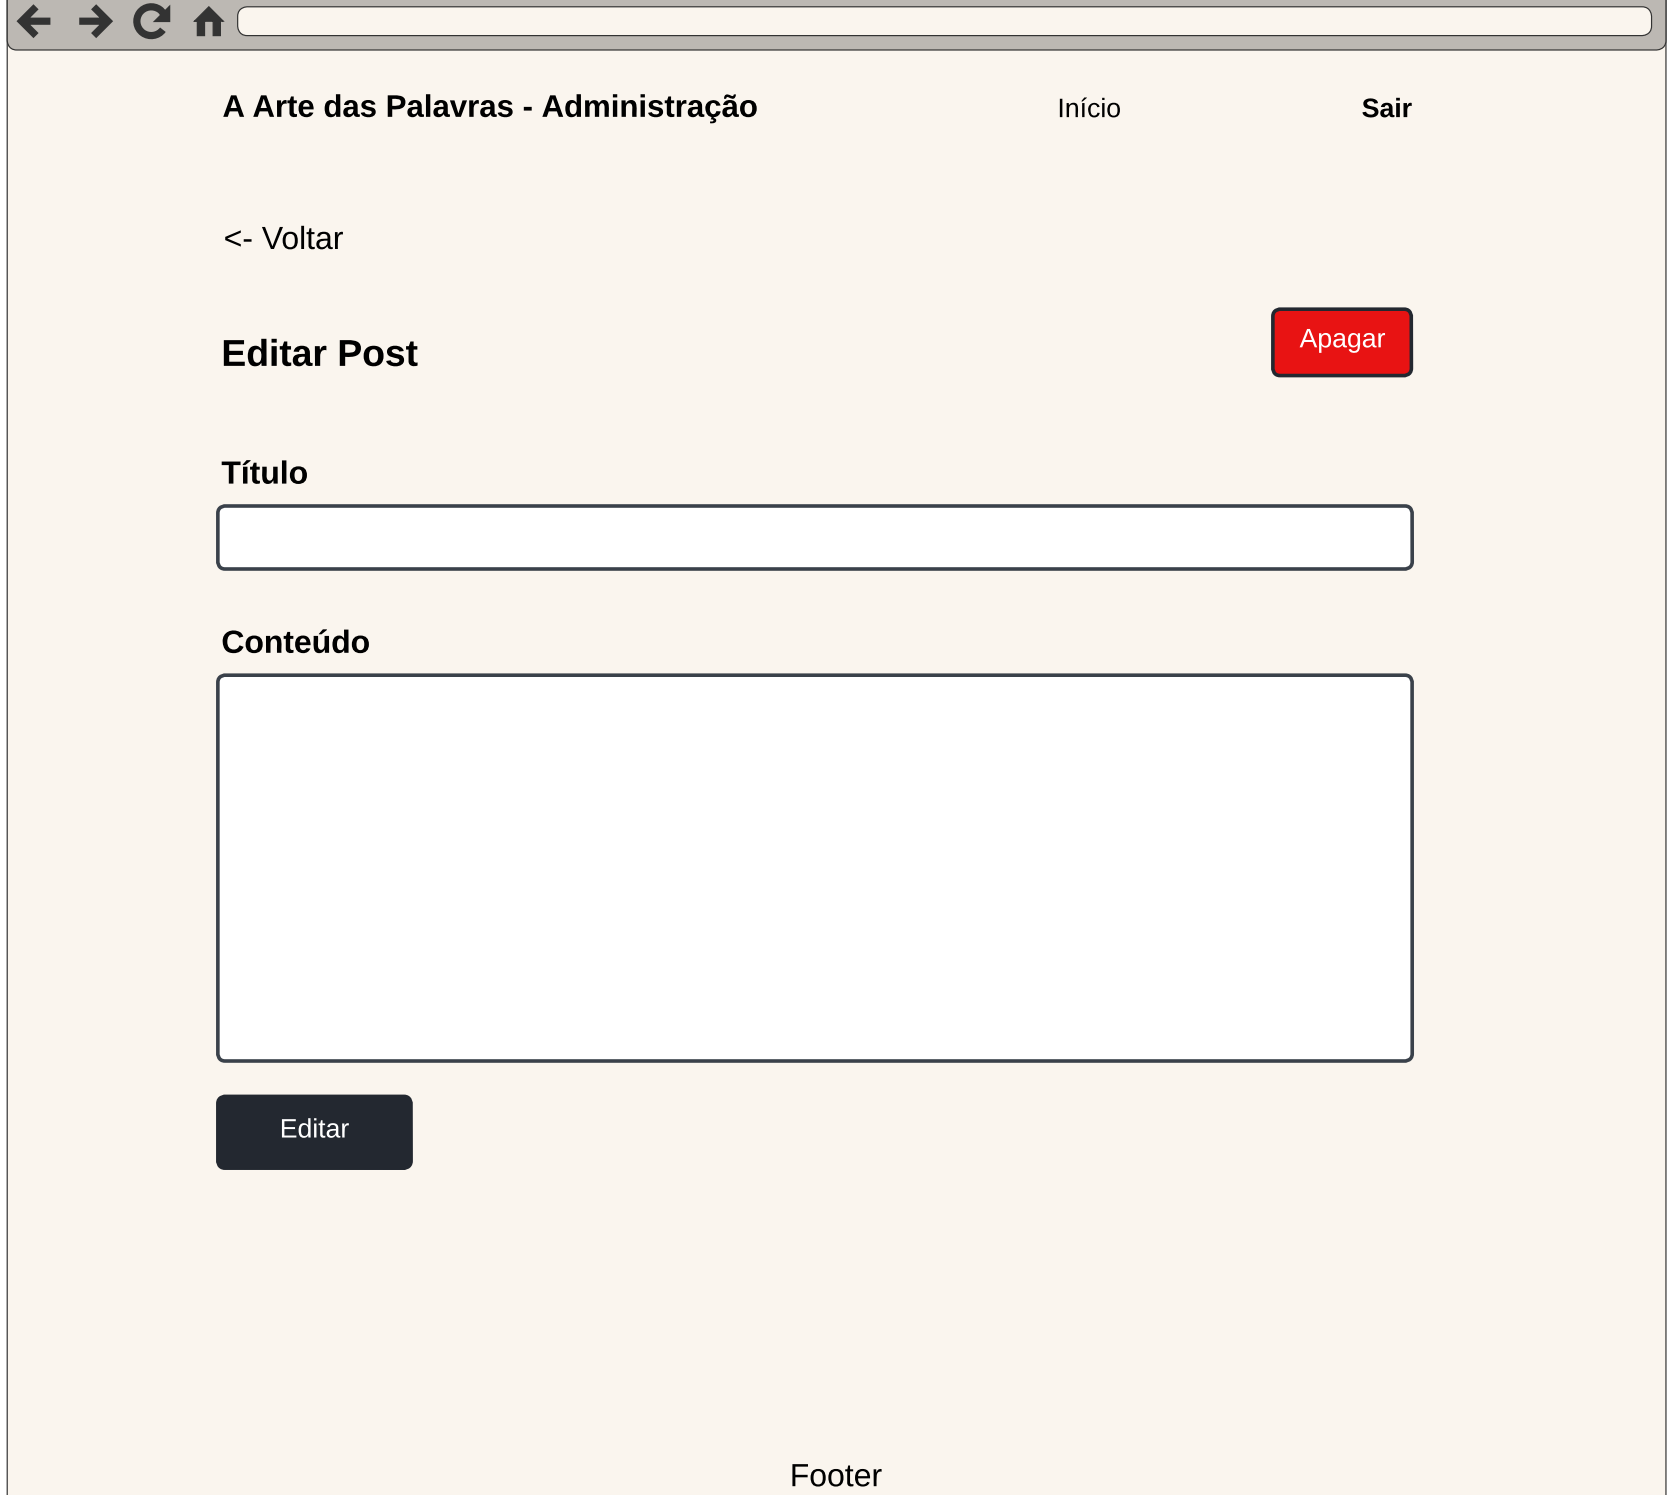 A Arte das Palavras - Administração
Início
Sair
<- Voltar
Editar Post
Apagar
Título
Conteúdo
Editar
Footer